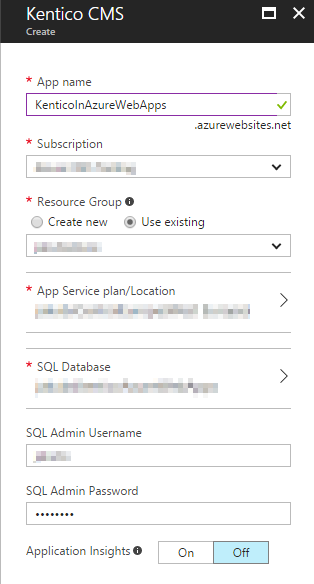 Kentico CMS
Create
* App name
KenticoInAzureWebApps
.azurewebsites.net
* Subscription
* Resource Group
Create new Use existing
* App Service plan/Location
* SQL Database
SQL Admin Username
SQL Admin Password
••••••••
Application Insights On Off